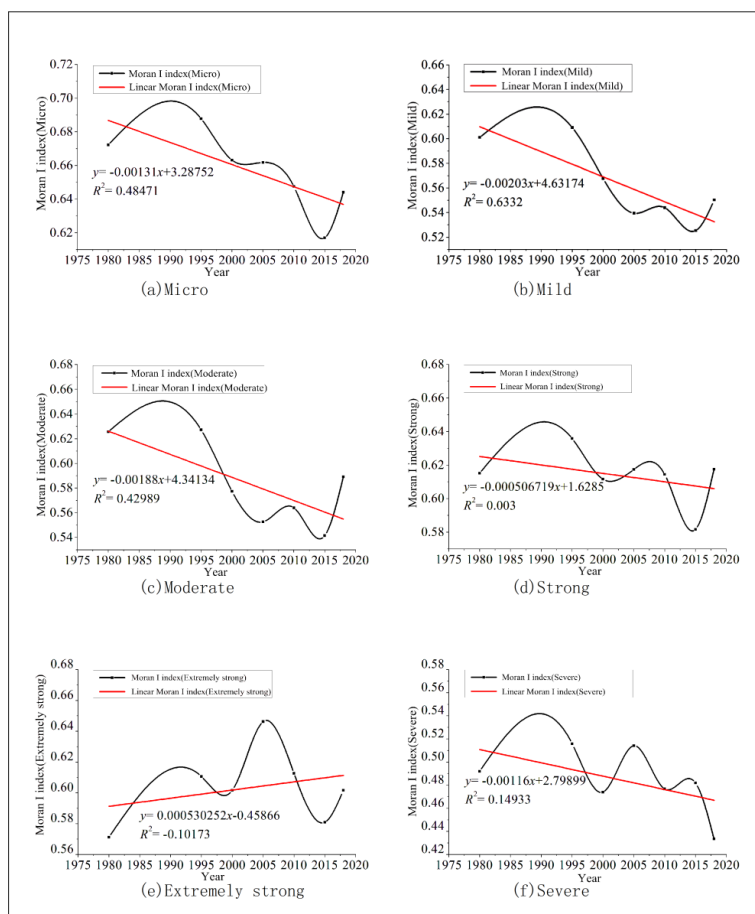 Moran I index(Micro)
Linear Moran I index(Micro)
Moran I index(Micro)
0.72
0.70
0.68
0.66
0.64
0.62
y= -0.00131x+3.28752
R²= 0.48471
1975 1980 1985 1990 1995 2000 2005 2010 2015 2020
Year
(a)Micro
Moran I index(Mild)
Linear Moran I index(Mild)
Moran I index(Mild)
0.66
0.64
0.62
0.60
0.58
0.56
0.54
0.52
y= -0.00203x+4.63174
R²= 0.6332
1975 1980 1985 1990 1995 2000 2005 2010 2015 2020
Year
(b)Mild
Moran I index(Moderate)
Linear Moran I index(Moderate)
Moran I index(Moderate)
0.68
0.66
0.64
0.62
0.60
0.58
0.56
0.54
y= -0.00188x+4.34134
R²= 0.42989
1975 1980 1985 1990 1995 2000 2005 2010 2015 2020
Year
(c)Moderate
Moran I index(Strong)
Linear Moran I index(Strong)
Moran I index(Strong)
0.68
0.66
0.64
0.62
0.60
0.58
y= -0.000506719x+1.6285
R²= 0.003
1975 1980 1985 1990 1995 2000 2005 2010 2015 2020
Year
(d)Strong
Moran I index(Extremely strong)
Linear Moran I index(Extremely strong)
Moran I index(Extremely strong)
0.68
0.66
0.64
0.62
0.60
0.58
0.56
y= 0.000530252x-0.45866
R²= -0.10173
1975 1980 1985 1990 1995 2000 2005 2010 2015 2020
Year
(e)Extremely strong
Moran I index(Severe)
Linear Moran I index(Severe)
Moran I index(Severe)
0.58
0.54
0.52
0.50
0.48
0.46
0.44
0.42
y= -0.00116x+2.79899
R²= 0.14933
1975 1980 1985 1990 1995 2000 2005 2010 2015 2020
Year
(f)Severe